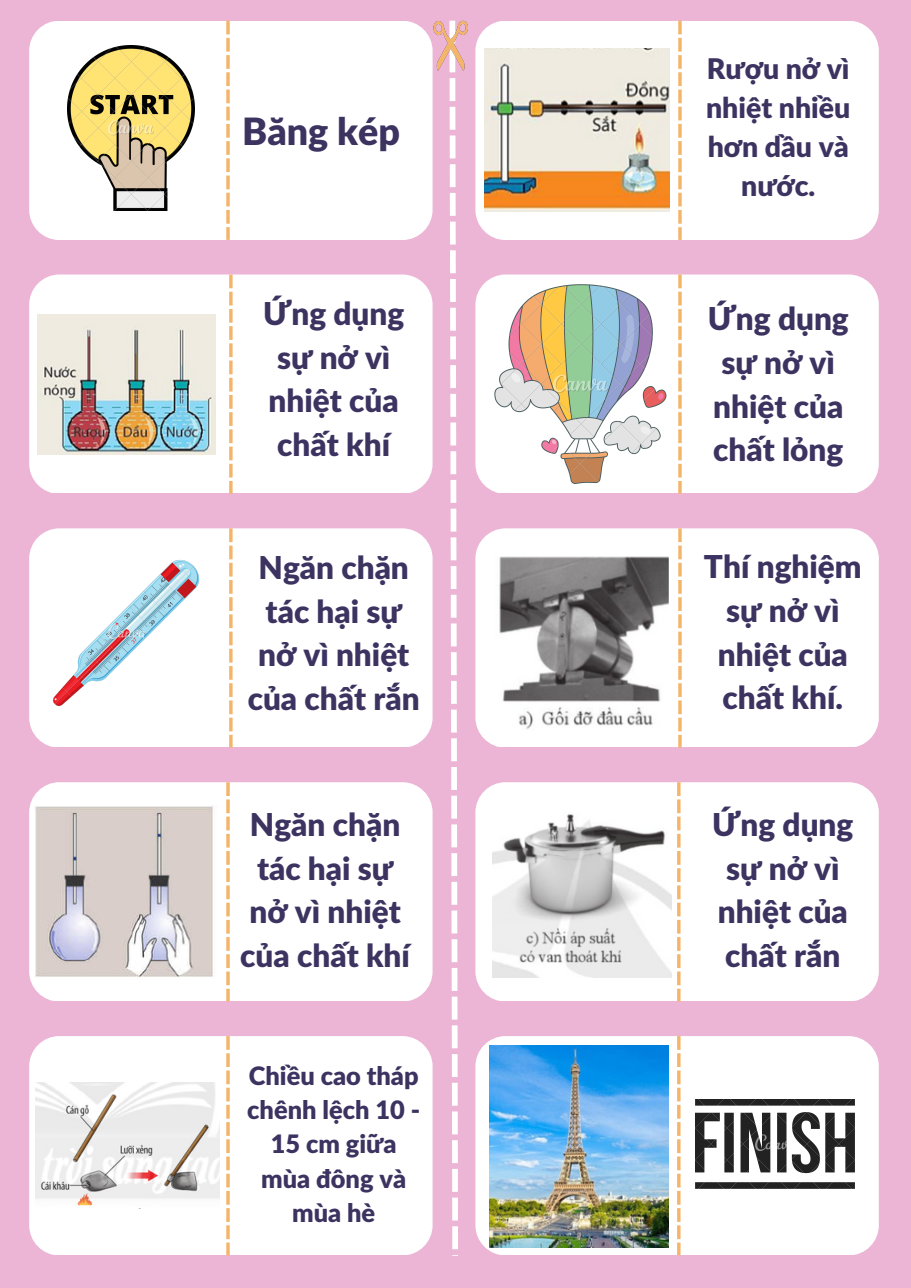 START
Canva
Băng kép
Đồng
Sắt
Rượu nở vì
nhiệt nhiều
hơn dầu và
nước.
Nước
nóng
Rượu
Dầu
Nước
Ứng dụng
sự nở vì
nhiệt của
chất khí
Canva
Ứng dụng
sự nở vì
nhiệt của
chất lỏng
Ngăn chặn
tác hại sự
nở vì nhiệt
của chất rắn
a) Gối đỡ đầu cầu
Thí nghiệm
sự nở vì
nhiệt của
chất khí.
Ngăn chặn
tác hại sự
nở vì nhiệt
của chất khí
c) Nồi áp suất
có van thoát khí
Ứng dụng
sự nở vì
nhiệt của
chất rắn
Cán gỗ
Lưỡi xẻng
Cái khâu
Chiều cao tháp
chênh lệch 10 -
15 cm giữa
mùa đông và
mùa hè
FINISH